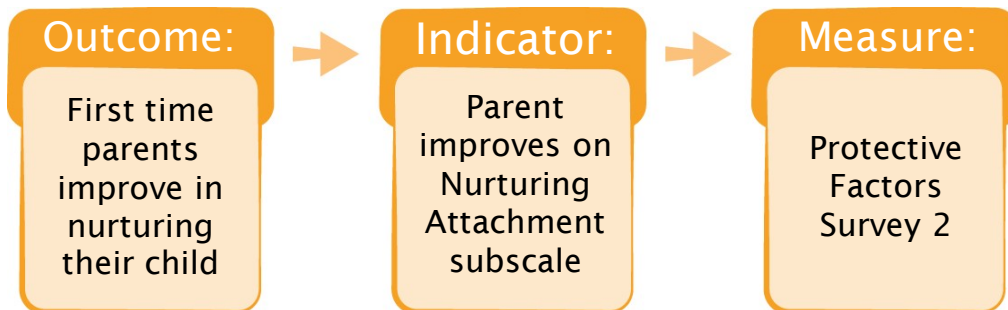 Outcome:
First time
parents
improve in
nurturing
their child
Indicator:
Parent
improves on
Nurturing
Attachment
subscale
Measure:
Protective
Factors
Survey 2